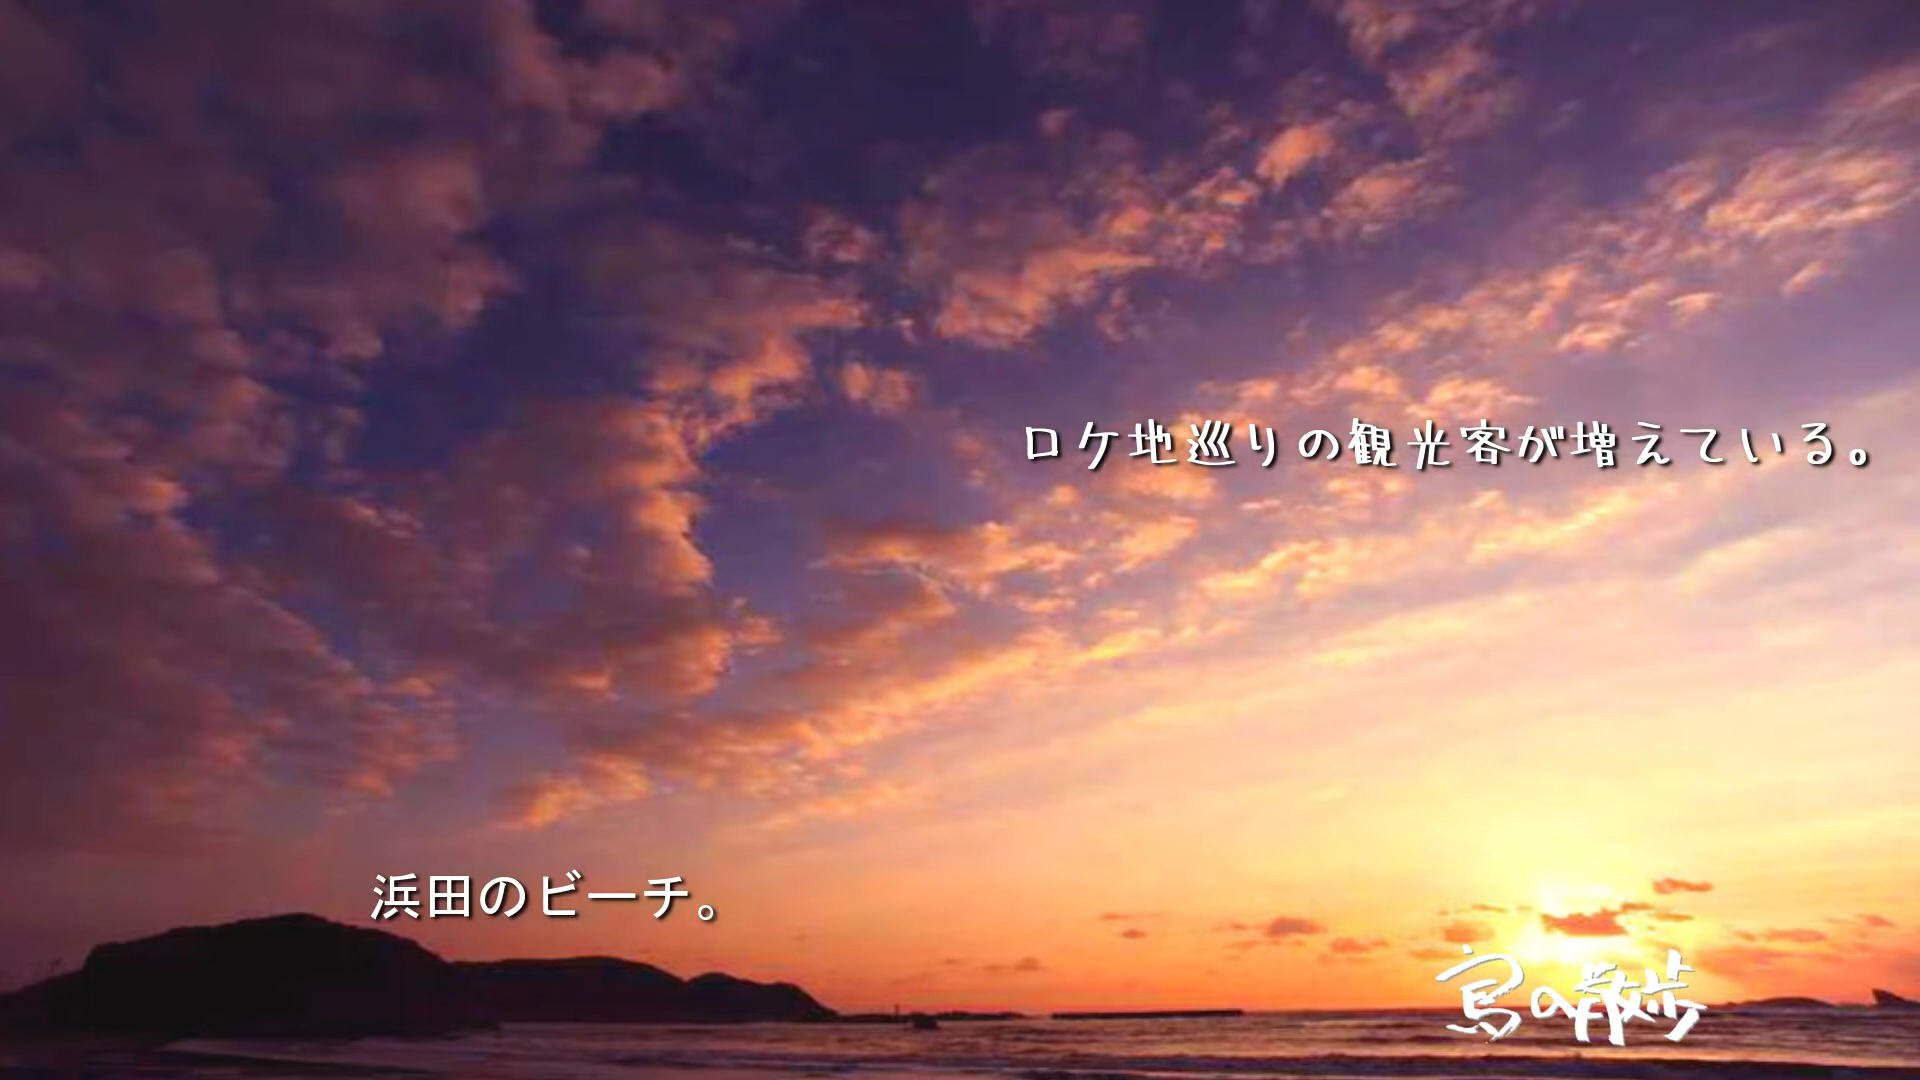 ロケ地巡りの観光客が増えている。
浜田のビーチ。
鳥の散歩